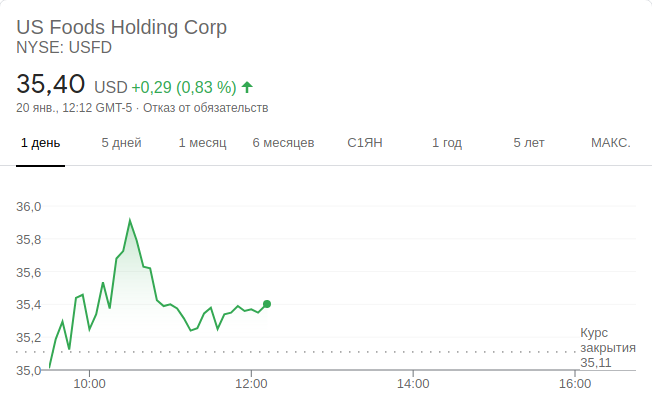 US Foods Holding Corp
NYSE: USFD
35,40 USD +0,29 (0,83 %)
20 янв., 12:12 GMT-5 · Отказ от обязательств
1 день 5 дней 1 месяц 6 месяцев С1ЯН 1 год 5 лет МАКС.
36,0
35,8
35,6
35,4
35,2
35,0
Курс
закрытия
35,11
10:00 12:00 14:00 16:00